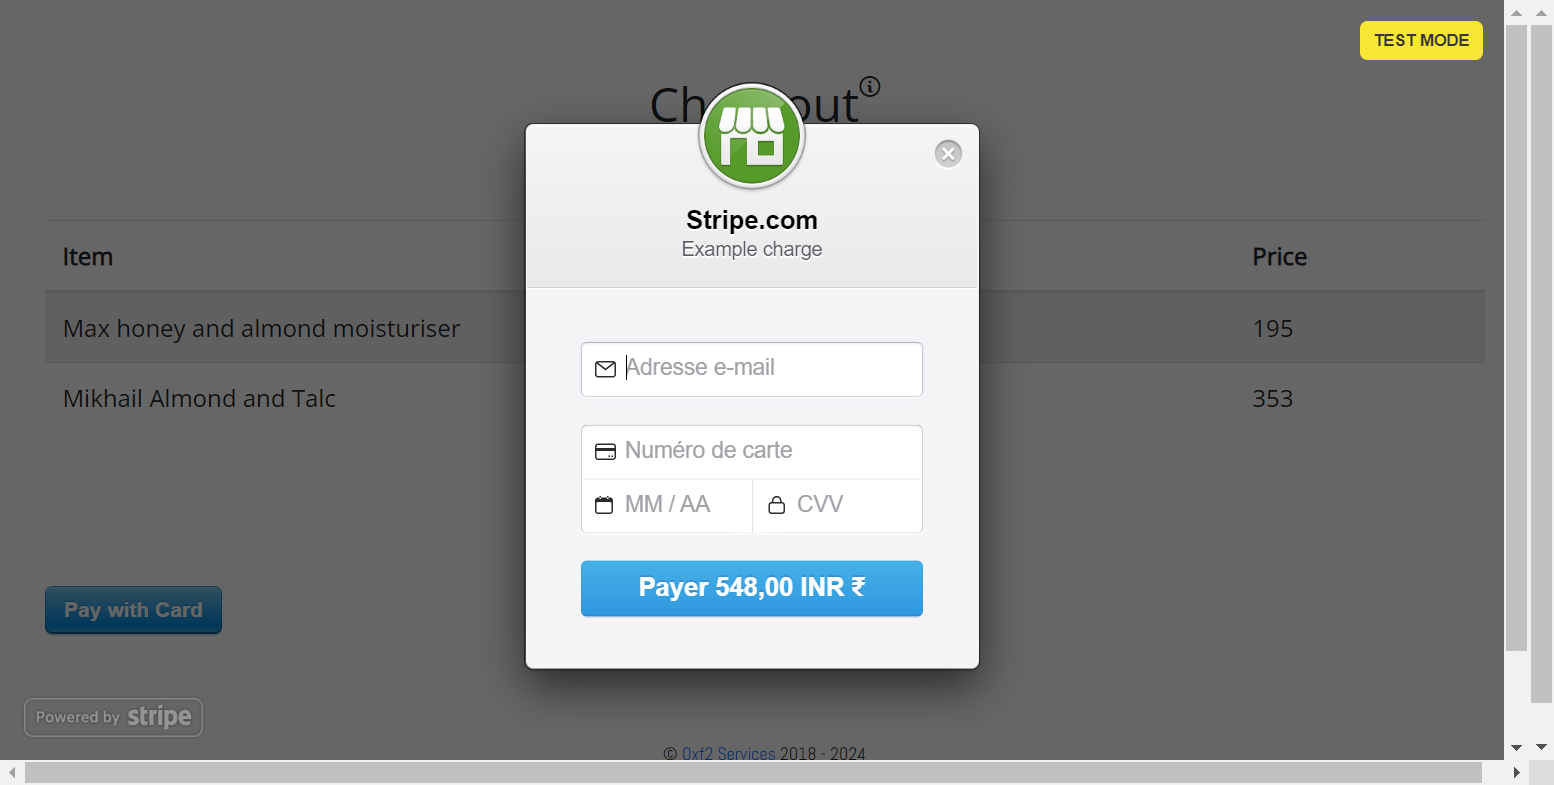 TEST MODE
Ch out
Stripe.com
Example charge
Item Price
Max honey and almond moisturiser 195
Mikhail Almond and Talc 353
Adresse e-mail
Numéro de carte
MM / AA CVV
Payer 548,00 INR ₹
Pay with Card
Powered by stripe
© Qxf2 Services 2018 - 2024